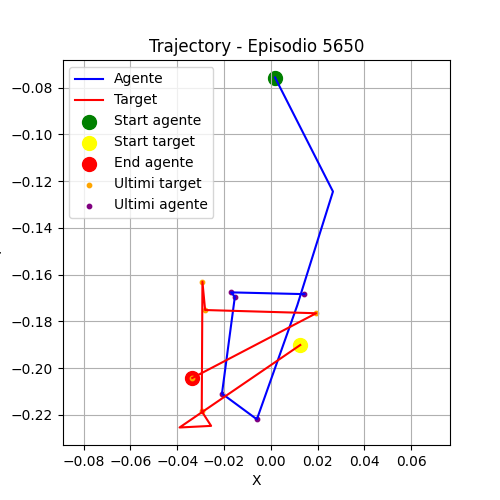 Trajectory - Episodio 5650
Agente
Target
Start agente
Start target
End agente
Ultimi target
Ultimi agente
−0.08
−0.10
−0.12
−0.14
−0.16
−0.18
−0.20
−0.22
−0.08 −0.06 −0.04 −0.02 0.00 0.02 0.04 0.06
X